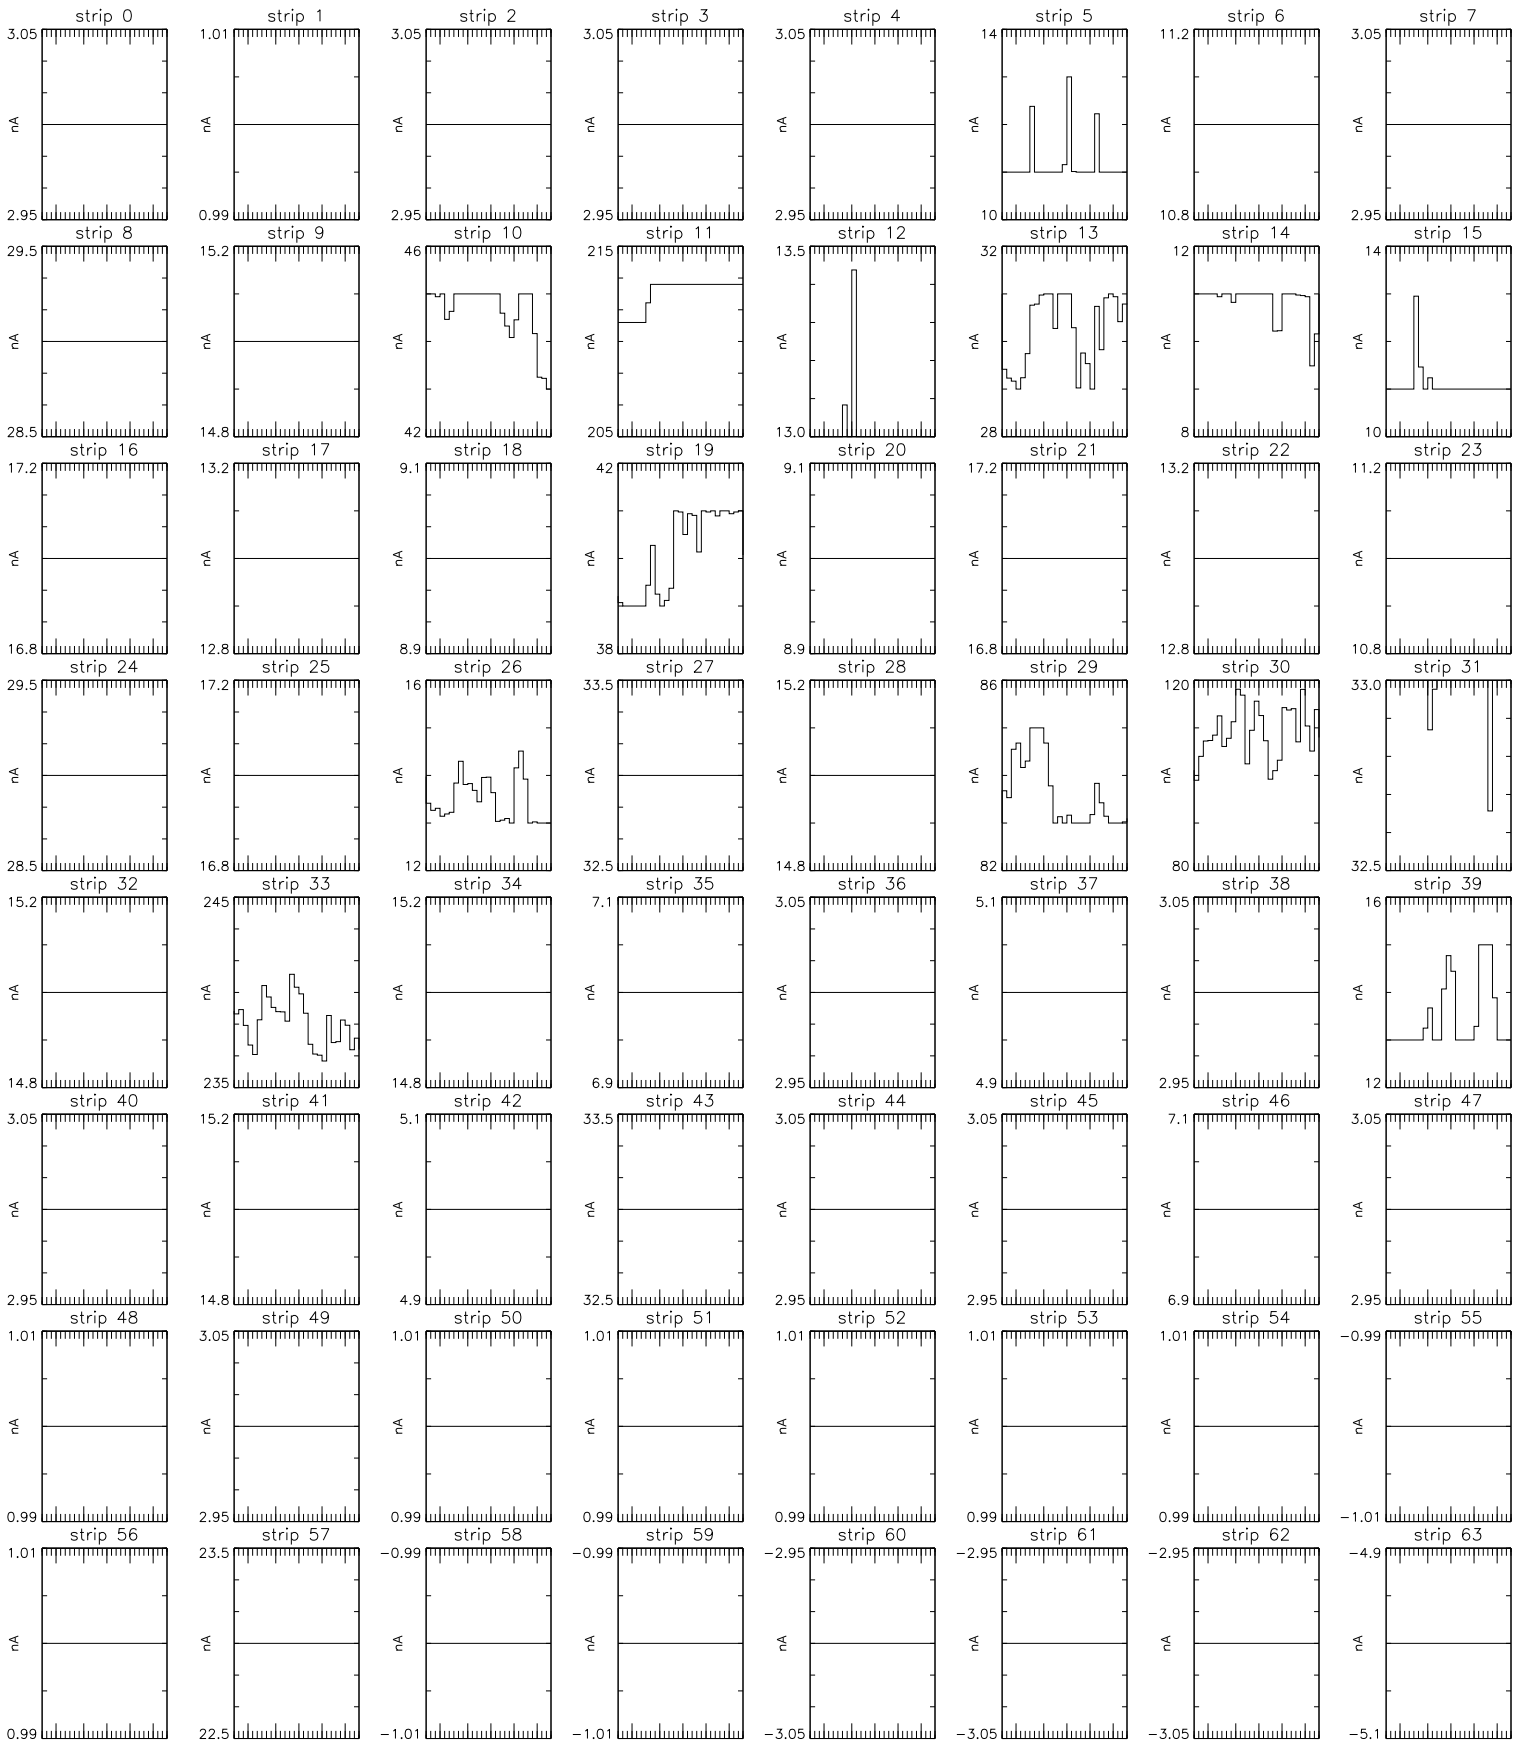 strip 0 strip 1 strip 2 strip 3 strip 4 strip 5 strip 6 strip 7
3.05 1.01 3.05 3.05 3.05 14 11.2 3.05
nA nA nA nA nA nA nA nA
2.95 0.99 2.95 2.95 2.95 10 10.8 2.95
strip 8 strip 9 strip 10 strip 11 strip 12 strip 13 strip 14 strip 15
29.5 15.2 46 215 13.5 32 12 14
nA nA nA nA nA nA nA nA
28.5 14.8 42 205 13.0 28 8 10
strip 16 strip 17 strip 18 strip 19 strip 20 strip 21 strip 22 strip 23
17.2 13.2 9.1 42 9.1 17.2 13.2 11.2
nA nA nA nA nA nA nA nA
16.8 12.8 8.9 38 8.9 16.8 12.8 10.8
strip 24 strip 25 strip 26 strip 27 strip 28 strip 29 strip 30 strip 31
29.5 17.2 16 33.5 15.2 86 120 33.0
nA nA nA nA nA nA nA nA
28.5 16.8 12 32.5 14.8 82 80 32.5
strip 32 strip 33 strip 34 strip 35 strip 36 strip 37 strip 38 strip 39
15.2 245 15.2 7.1 3.05 5.1 3.05 16
nA nA nA nA nA nA nA nA
14.8 235 14.8 6.9 2.95 4.9 2.95 12
strip 40 strip 41 strip 42 strip 43 strip 44 strip 45 strip 46 strip 47
3.05 15.2 5.1 33.5 3.05 3.05 7.1 3.05
nA nA nA nA nA nA nA nA
2.95 14.8 4.9 32.5 2.95 2.95 6.9 2.95
strip 48 strip 49 strip 50 strip 51 strip 52 strip 53 strip 54 strip 55
1.01 3.05 1.01 1.01 1.01 1.01 1.01 −0.99
nA nA nA nA nA nA nA nA
0.99 2.95 0.99 0.99 0.99 0.99 0.99 −1.01
strip 56 strip 57 strip 58 strip 59 strip 60 strip 61 strip 62 strip 63
1.01 23.5 −0.99 −0.99 −2.95 −2.95 −2.95 −4.9
nA nA nA nA nA nA nA nA
0.99 22.5 −1.01 −1.01 −3.05 −3.05 −3.05 −5.1